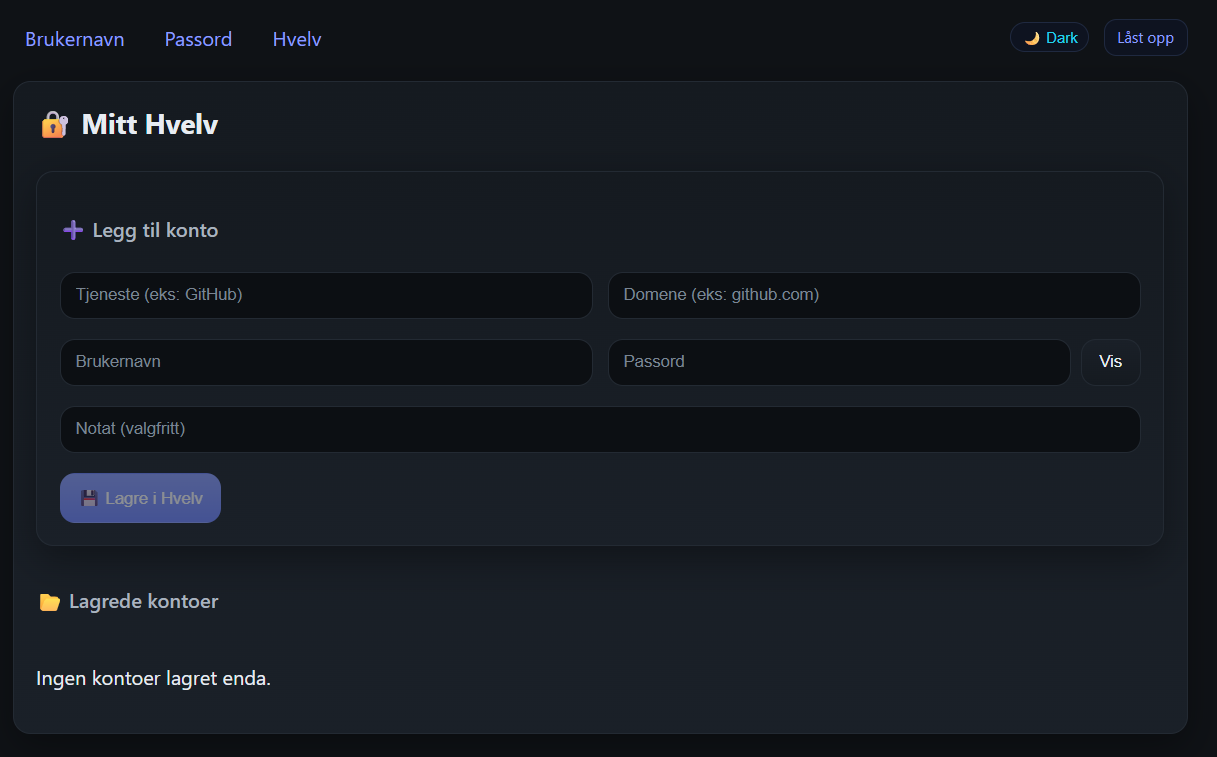 Brukernavn Passord Hvelv 🌙 Dark Låst opp
🔐 Mitt Hvelv
➕ Legg til konto
Tjeneste (eks: GitHub) Domene (eks: github.com)
Brukernavn Passord Vis
Notat (valgfritt)
💾 Lagre i Hvelv
📂 Lagrede kontoer
Ingen kontoer lagret enda.